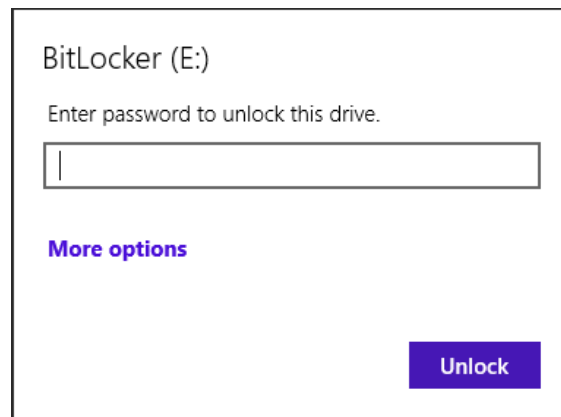 BitLocker (E:)
Enter password to unlock this drive.
More options
Unlock